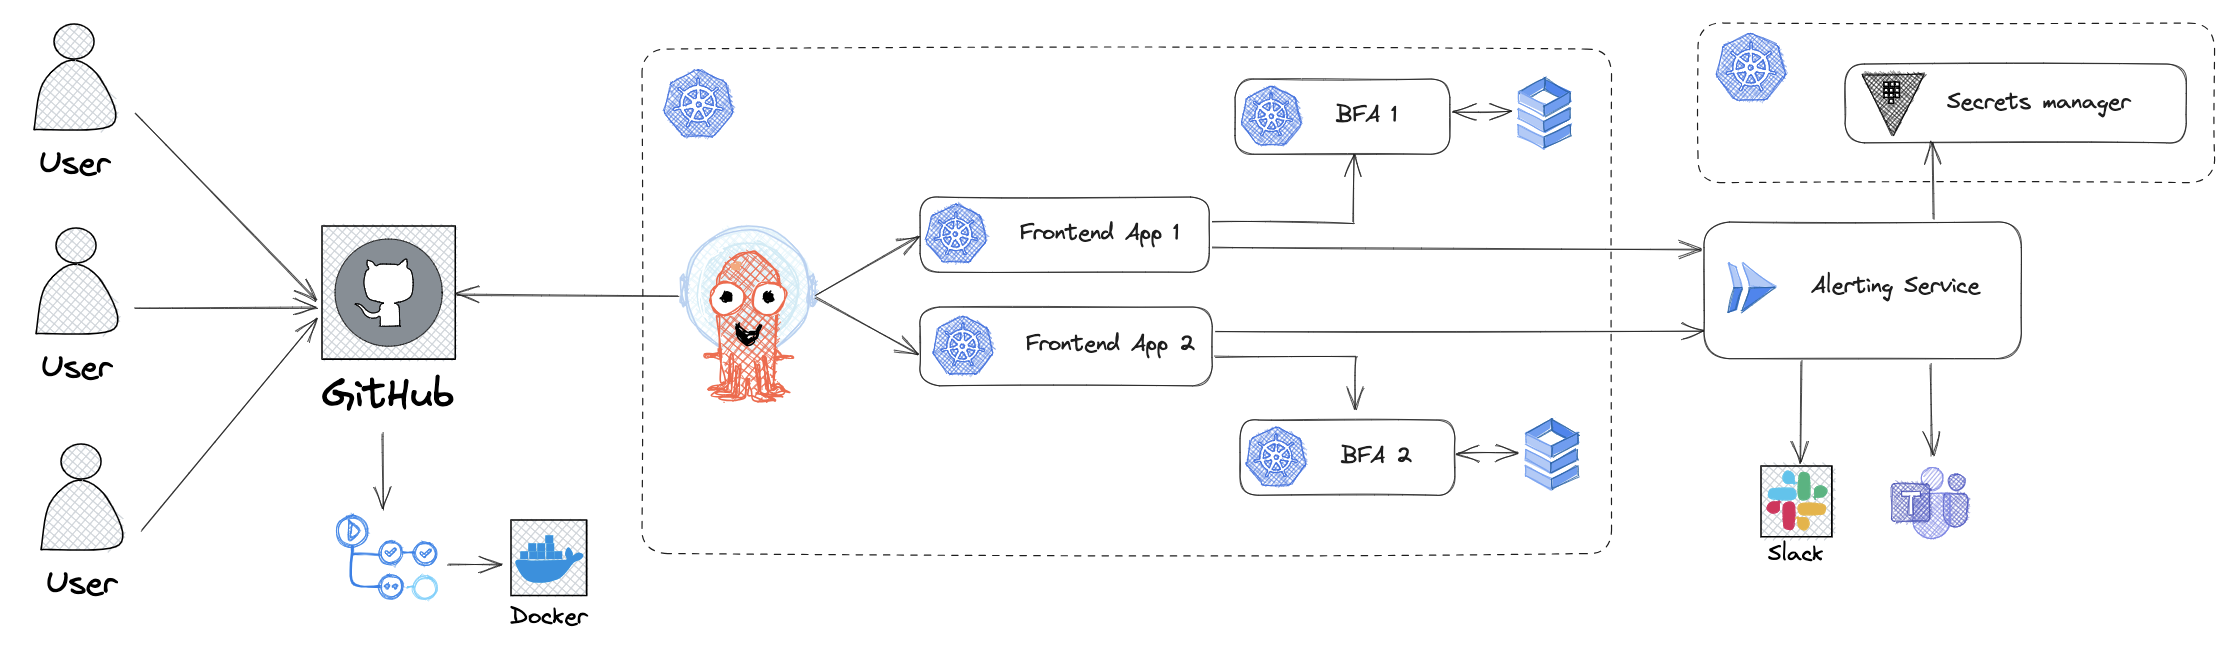 User
User
User
GitHub
Docker
Frontend App 1
Frontend App 2
BFA 1
BFA 2
Secrets manager
Alerting Service
Slack
T